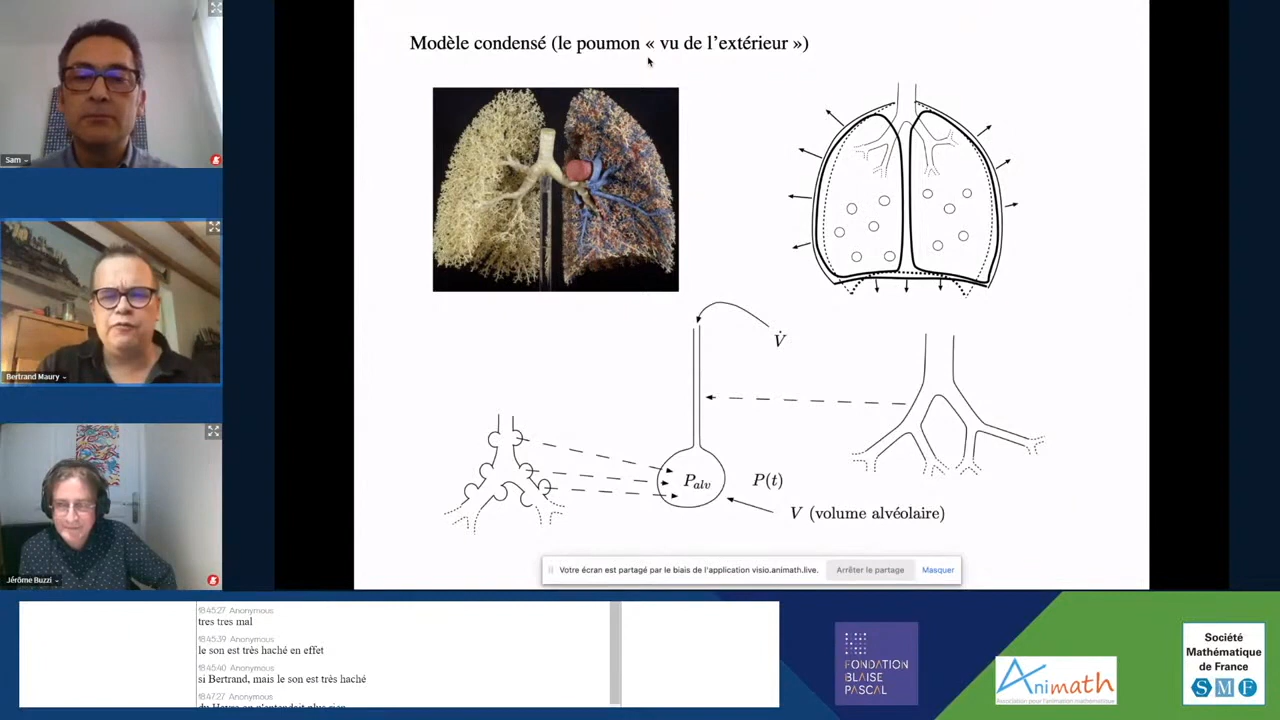 Modèle condensé (le poumon « vu de l'extérieur »)
Sam
Bertrand Maury
Jérôme Buzzi
V̇
P_alv
P(t)
V (volume alvéolaire)
Votre écran est partagé par le biais de l'application visio.animath.live.
Arrêter le partage
Masquer
18:45:27 Anonymous
tres tres mal
18:45:39 Anonymous
le son est très haché en effet
18:45:40 Anonymous
si Bertrand, mais le son est très haché
18:47:27 Anonymous
FONDATION
BLAISE
PASCAL
Animath
Association pour l'animation mathématique
Société
Mathématique
de France
SMF